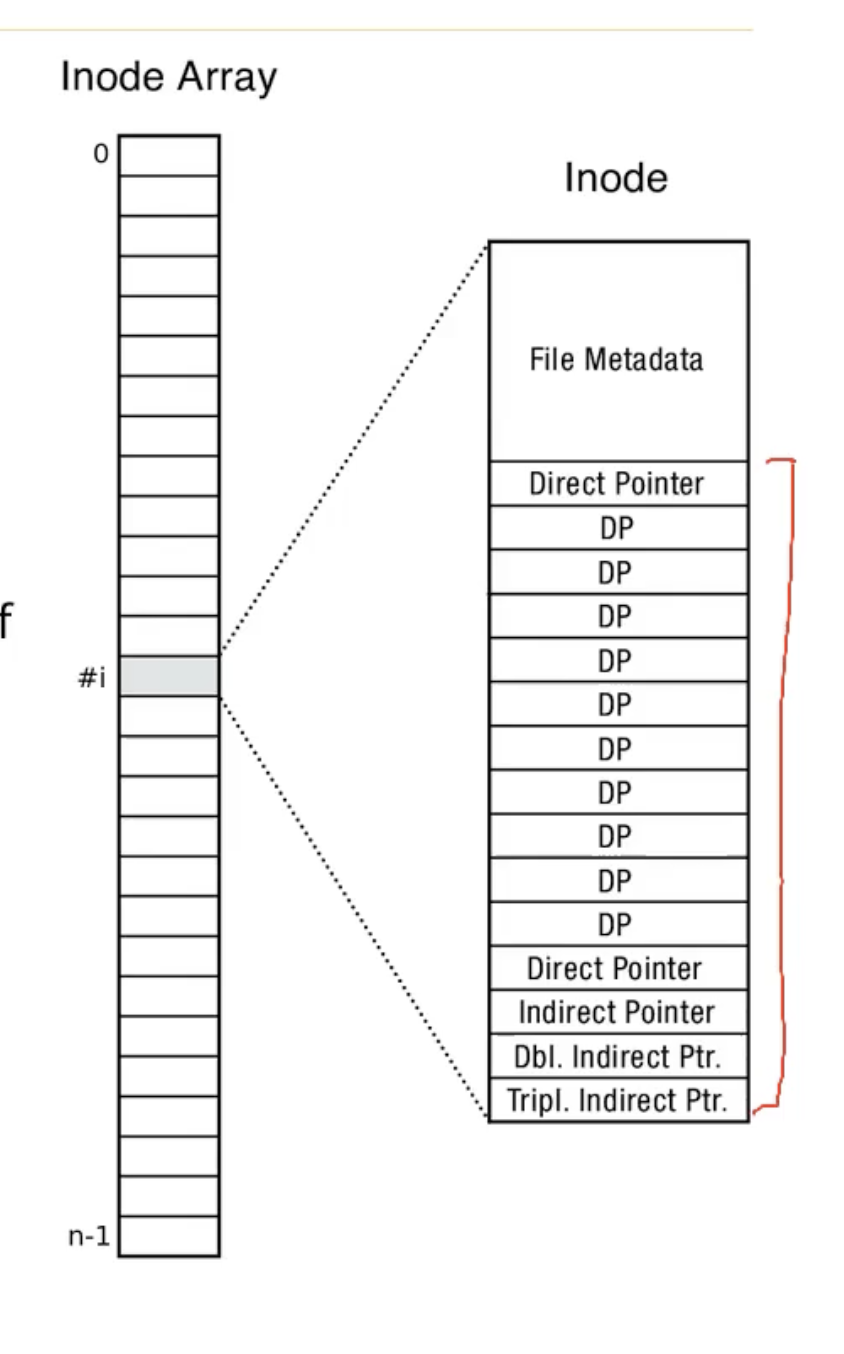 Inode Array
0
Inode
File Metadata
Direct Pointer
DP
DP
DP
DP
DP
DP
DP
DP
DP
DP
Direct Pointer
Indirect Pointer
Dbl. Indirect Ptr.
Tripl. Indirect Ptr.
f
#i
n-1